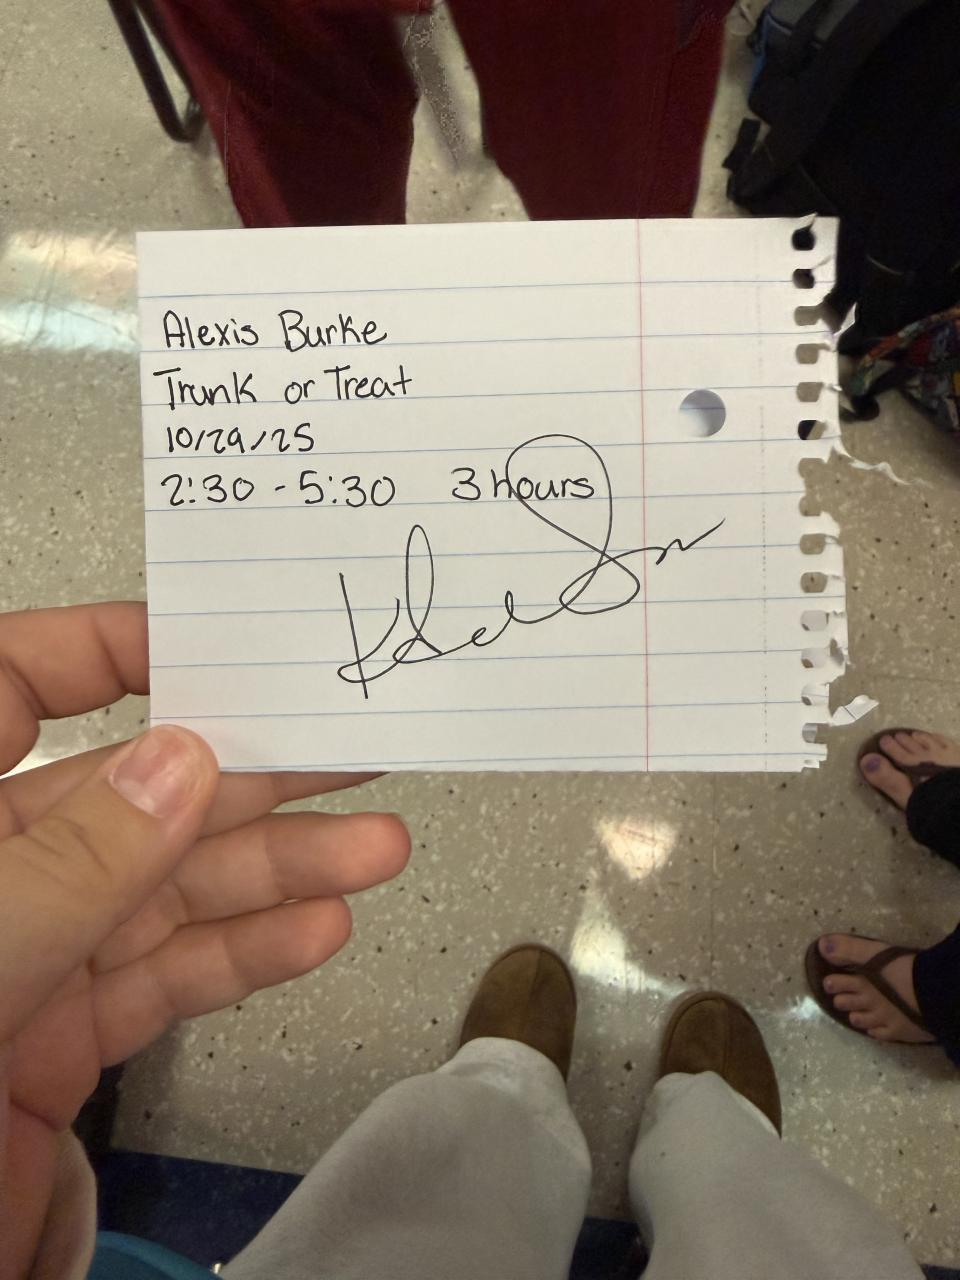 Alexis Burke
Trunk or Treat
10/29/25
2:30 - 5:30 3 hours